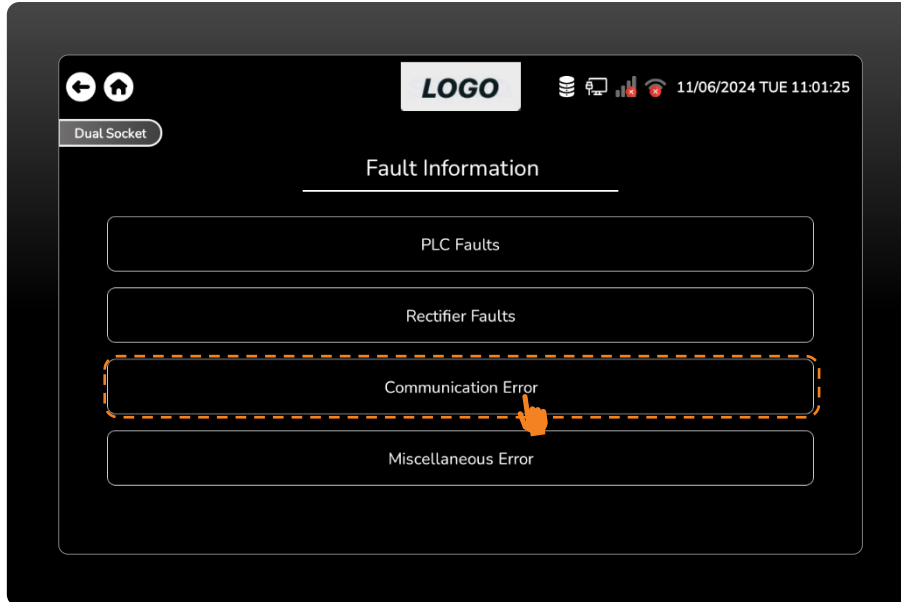 LOGO
11/06/2024 TUE 11:01:25
Dual Socket
Fault Information
PLC Faults
Rectifier Faults
Communication Error
Miscellaneous Error